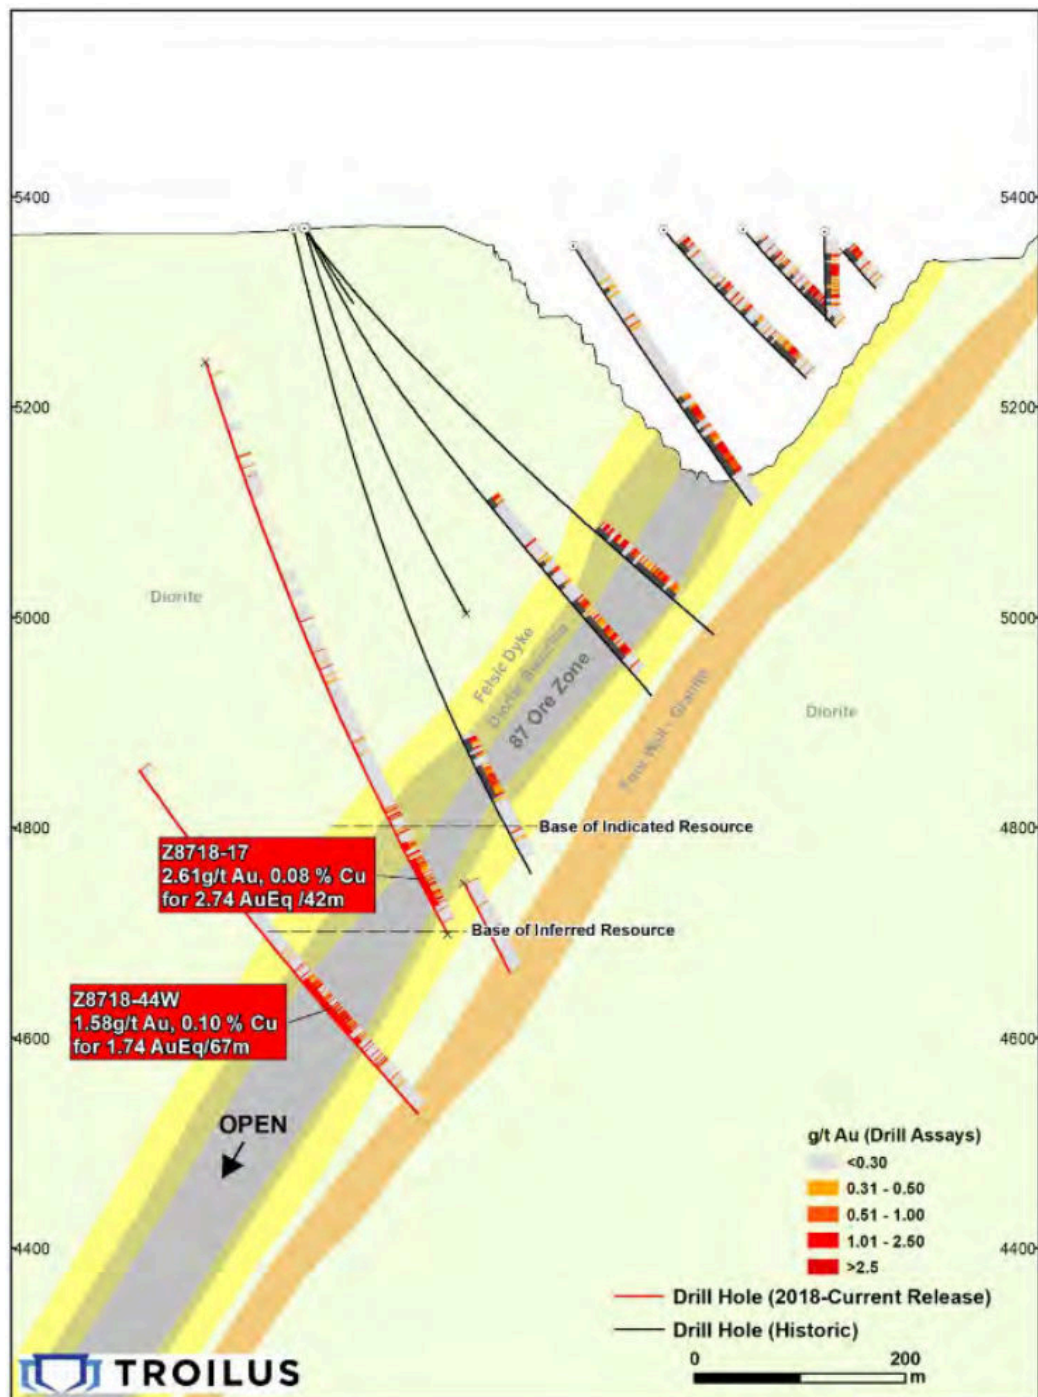 5400
5400
5200
5200
5000
5000
Diorite
Diorite
Felsic Dyke
Diorite Breccia
87 Ore Zone
Foot Wall - Granite
4800
4800
Base of Indicated Resource
Z8718-17
2.61g/t Au, 0.08 % Cu
for 2.74 AuEq /42m
Base of Inferred Resource
Z8718-44W
1.58g/t Au, 0.10 % Cu
for 1.74 AuEq/67m
4600
4600
OPEN
g/t Au (Drill Assays)
<0.30
0.31 - 0.50
0.51 - 1.00
1.01 - 2.50
>2.5
4400
4400
Drill Hole (2018-Current Release)
Drill Hole (Historic)
0 200
m
TROILUS